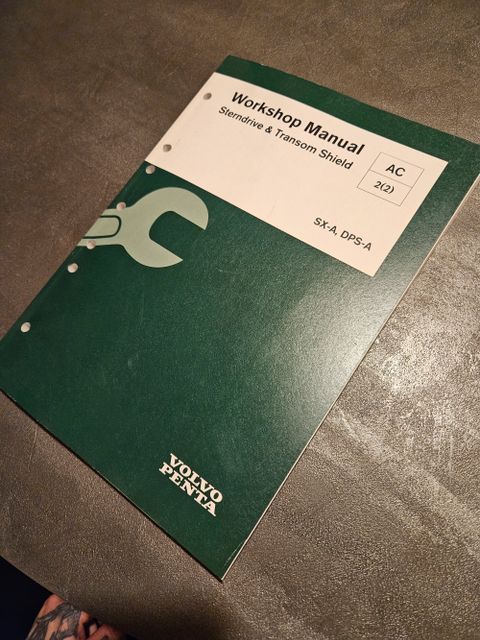 Workshop Manual
Sterndrive & Transom Shield
AC
2(2)
SX-A, DPS-A
VOLVO
PENTA